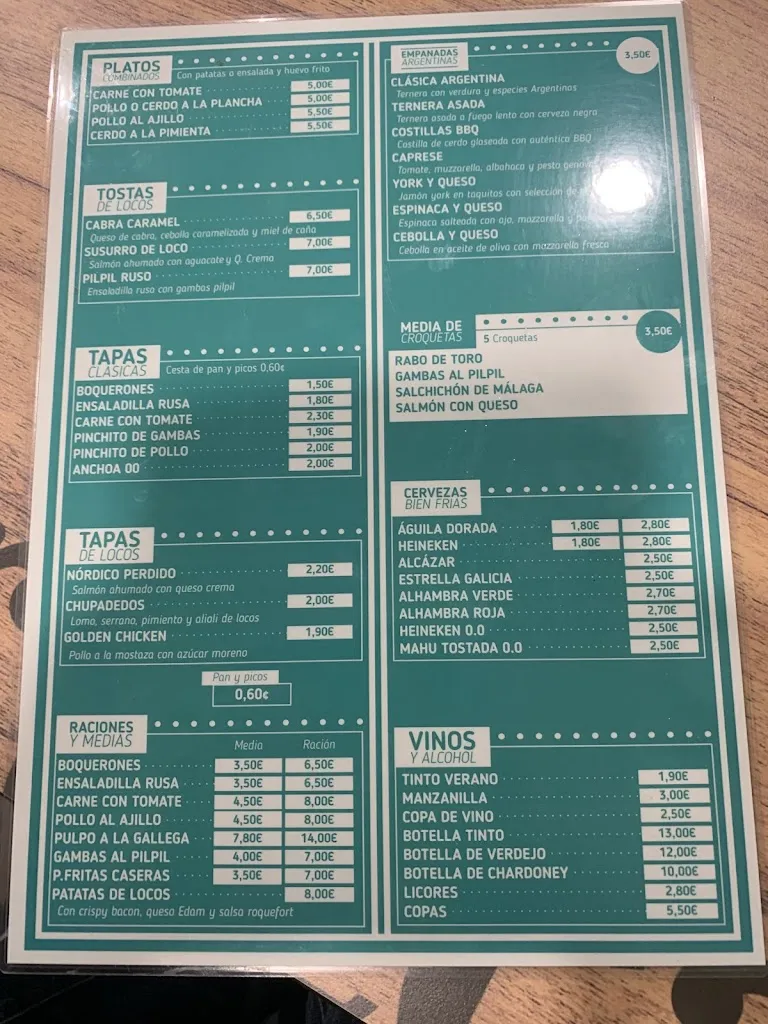 PLATOS
COMBINADOS
Con patatas o ensalada y huevo frito
CARNE CON TOMATE 5,00€
POLLO O CERDO A LA PLANCHA 5,00€
POLLO AL AJILLO 5,50€
CERDO A LA PIMIENTA 5,50€
TOSTAS
DE LOCOS
CABRA CARAMEL 6,50€
Queso de cabra, cebolla caramelizada y miel de caña
SUSURRO DE LOCO 7,00€
Salmón ahumado con aguacate y Q. Crema
PILPIL RUSO 7,00€
Ensaladilla rusa con gambas pilpil
TAPAS
CLÁSICAS
Cesta de pan y picos 0,60¢
BOQUERONES 1,50€
ENSALADILLA RUSA 1,80€
CARNE CON TOMATE 2,30€
PINCHITO DE GAMBAS 1,90€
PINCHITO DE POLLO 2,00€
ANCHOA 00 2,00€
TAPAS
DE LOCOS
NÓRDICO PERDIDO 2,20€
Salmón ahumado con queso crema
CHUPADEDOS 2,00€
Lomo, serrano, pimiento y alioli de locos
GOLDEN CHICKEN 1,90€
Pollo a la mostaza con azúcar moreno
Pan y picos
0,60¢
RACIONES
Y MEDIAS
Media Ración
BOQUERONES 3,50€ 6,50€
ENSALADILLA RUSA 3,50€ 6,50€
CARNE CON TOMATE 4,50€ 8,00€
POLLO AL AJILLO 4,50€ 8,00€
PULPO A LA GALLEGA 7,80€ 14,00€
GAMBAS AL PILPIL 4,00€ 7,00€
P.FRITAS CASERAS 3,50€ 7,00€
PATATAS DE LOCOS 8,00€
Con crispy bacon, queso Edam y salsa roquefort
EMPANADAS
ARGENTINAS
3,50€
CLÁSICA ARGENTINA
Ternera con verdura y especies Argentinas
TERNERA ASADA
Ternera asada a fuego lento con cerveza negra
COSTILLAS BBQ
Costilla de cerdo glaseada con auténtica BBQ
CAPRESE
Tomate, muzzarella, albahaca y pesto
YORK Y QUESO
Jamón york en taquitos con selección de
ESPINACA Y QUESO
Espinaca salteada con ajo, mazzarella y
CEBOLLA Y QUESO
Cebolla en aceite de oliva con mozzarella fresca
MEDIA DE
CROQUETAS
5 Croquetas
3,50€
RABO DE TORO
GAMBAS AL PILPIL
SALCHICHÓN DE MÁLAGA
SALMÓN CON QUESO
CERVEZAS
BIEN FRIAS
ÁGUILA DORADA 1,80€ 2,80€
HEINEKEN 1,80€ 2,80€
ALCÁZAR 2,50€
ESTRELLA GALICIA 2,50€
ALHAMBRA VERDE 2,70€
ALHAMBRA ROJA 2,70€
HEINEKEN 0.0 2,50€
MAHU TOSTADA 0.0 2,50€
VINOS
Y ALCOHOL
TINTO VERANO 1,90€
MANZANILLA 3,00€
COPA DE VINO 2,50€
BOTELLA TINTO 13,00€
BOTELLA DE VERDEJO 12,00€
BOTELLA DE CHARDONEY 10,00€
LICORES 2,80€
COPAS 5,50€